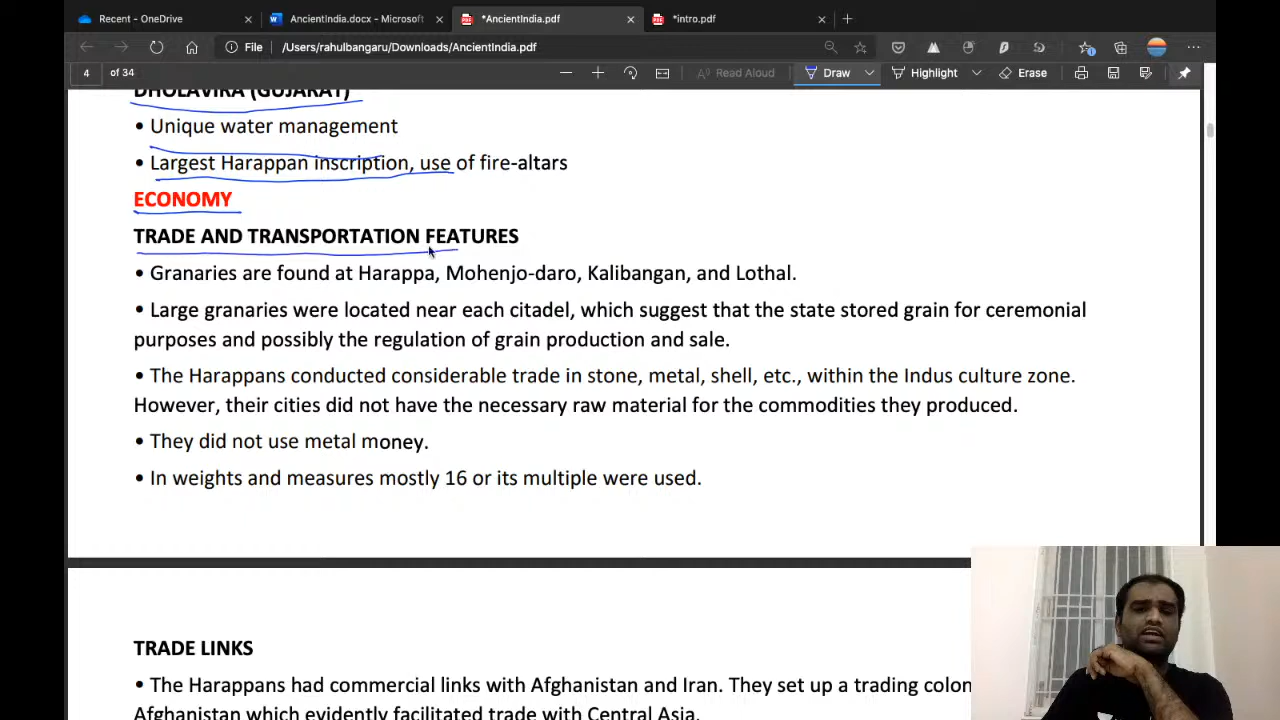 Recent - OneDrive
AncientIndia.docx - Microsoft
*AncientIndia.pdf
*intro.pdf
File
/Users/rahulbangaru/Downloads/AncientIndia.pdf
4 of 34
Read Aloud
Draw
Highlight
Erase
DHOLAVIRA (GUJARAT)
• Unique water management
• Largest Harappan inscription, use of fire-altars
ECONOMY
TRADE AND TRANSPORTATION FEATURES
• Granaries are found at Harappa, Mohenjo-daro, Kalibangan, and Lothal.
• Large granaries were located near each citadel, which suggest that the state stored grain for ceremonial
purposes and possibly the regulation of grain production and sale.
• The Harappans conducted considerable trade in stone, metal, shell, etc., within the Indus culture zone.
However, their cities did not have the necessary raw material for the commodities they produced.
• They did not use metal money.
• In weights and measures mostly 16 or its multiple were used.
TRADE LINKS
• The Harappans had commercial links with Afghanistan and Iran. They set up a trading colon
Afghanistan which evidently facilitated trade with Central Asia.